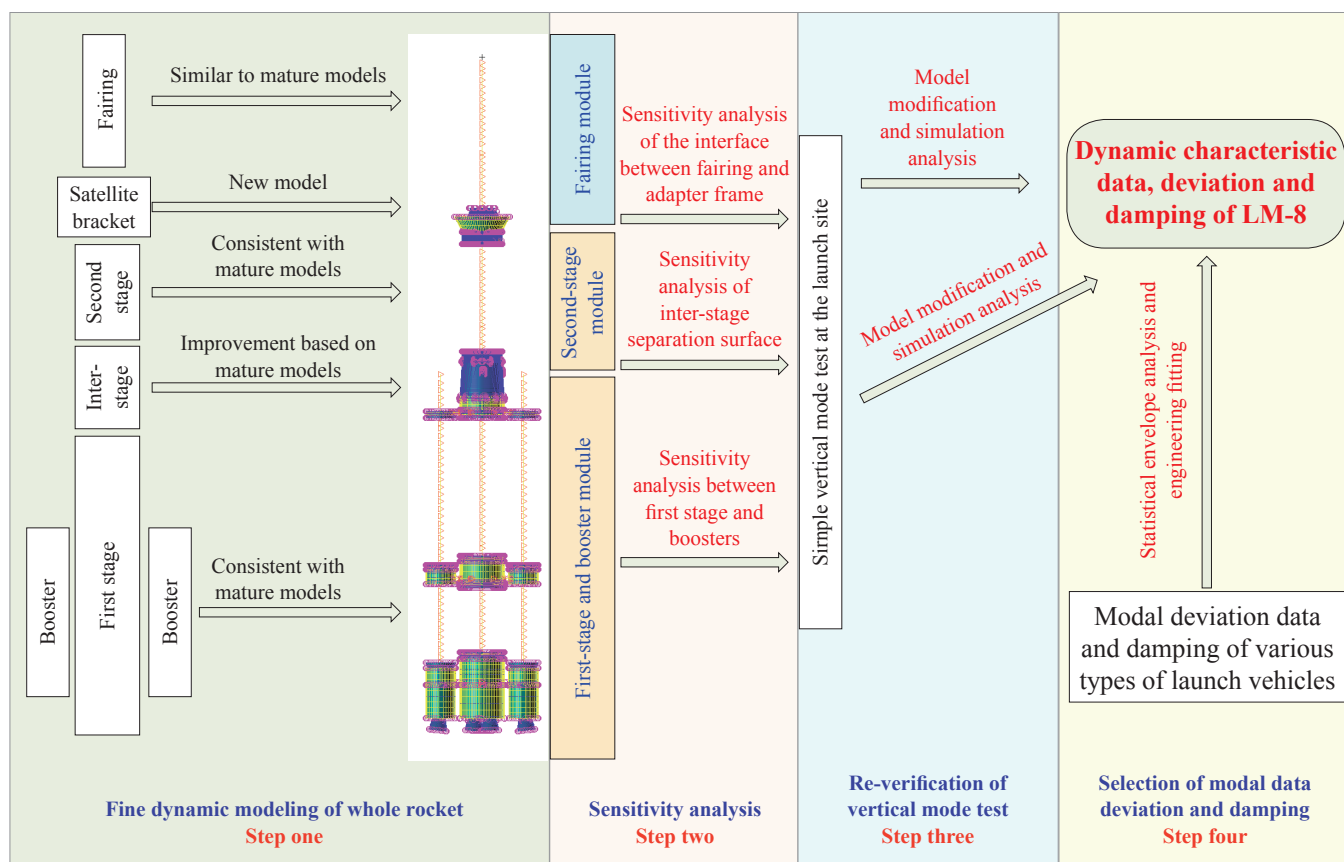 Fairing
Similar to mature models
Satellite
bracket
New model
Second
stage
Consistent with
mature models
Inter-
stage
Improvement based on
mature models
Booster
First stage
Booster
Consistent with
mature models
Fine dynamic modeling of whole rocket
Step one
Fairing module
Second-stage
module
First-stage and booster module
Sensitivity analysis
of the interface
between fairing and
adapter frame
Sensitivity
analysis of
inter-stage
separation surface
Sensitivity
analysis between
first stage and
boosters
Sensitivity analysis
Step two
Simple vertical mode test at the launch site
Model
modification
and simulation
analysis
Model modification and
simulation analysis
Re-verification of
vertical mode test
Step three
Dynamic characteristic
data, deviation and
damping of LM-8
Statistical envelope analysis and
engineering fitting
Modal deviation data
and damping of various
types of launch vehicles
Selection of modal data
deviation and damping
Step four